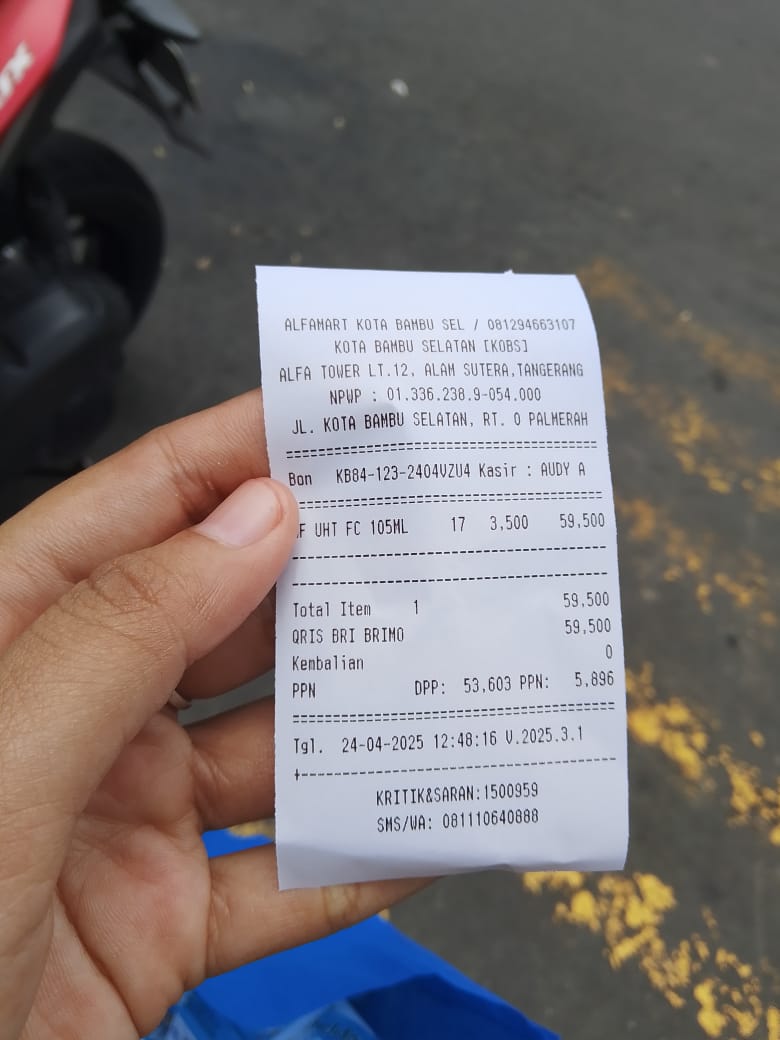 ALFAMART KOTA BAMBU SEL / 081294663107
KOTA BAMBU SELATAN [KOBS]
ALFA TOWER LT.12, ALAM SUTERA,TANGERANG
NPWP : 01.336.238.9-054.000
JL. KOTA BAMBU SELATAN, RT. 0 PALMERAH
Bon KB84-123-2404VZU4 Kasir : AUDY A
UHT FC 105ML 17 3,500 59,500
Total Item 1 59,500
QRIS BRI BRIMO 59,500
Kembalian 0
PPN DPP: 53,603 PPN: 5,896
Tgl. 24-04-2025 12:48:16 V.2025.3.1
KRITIK&SARAN:1500959
SMS/WA: 081110640888